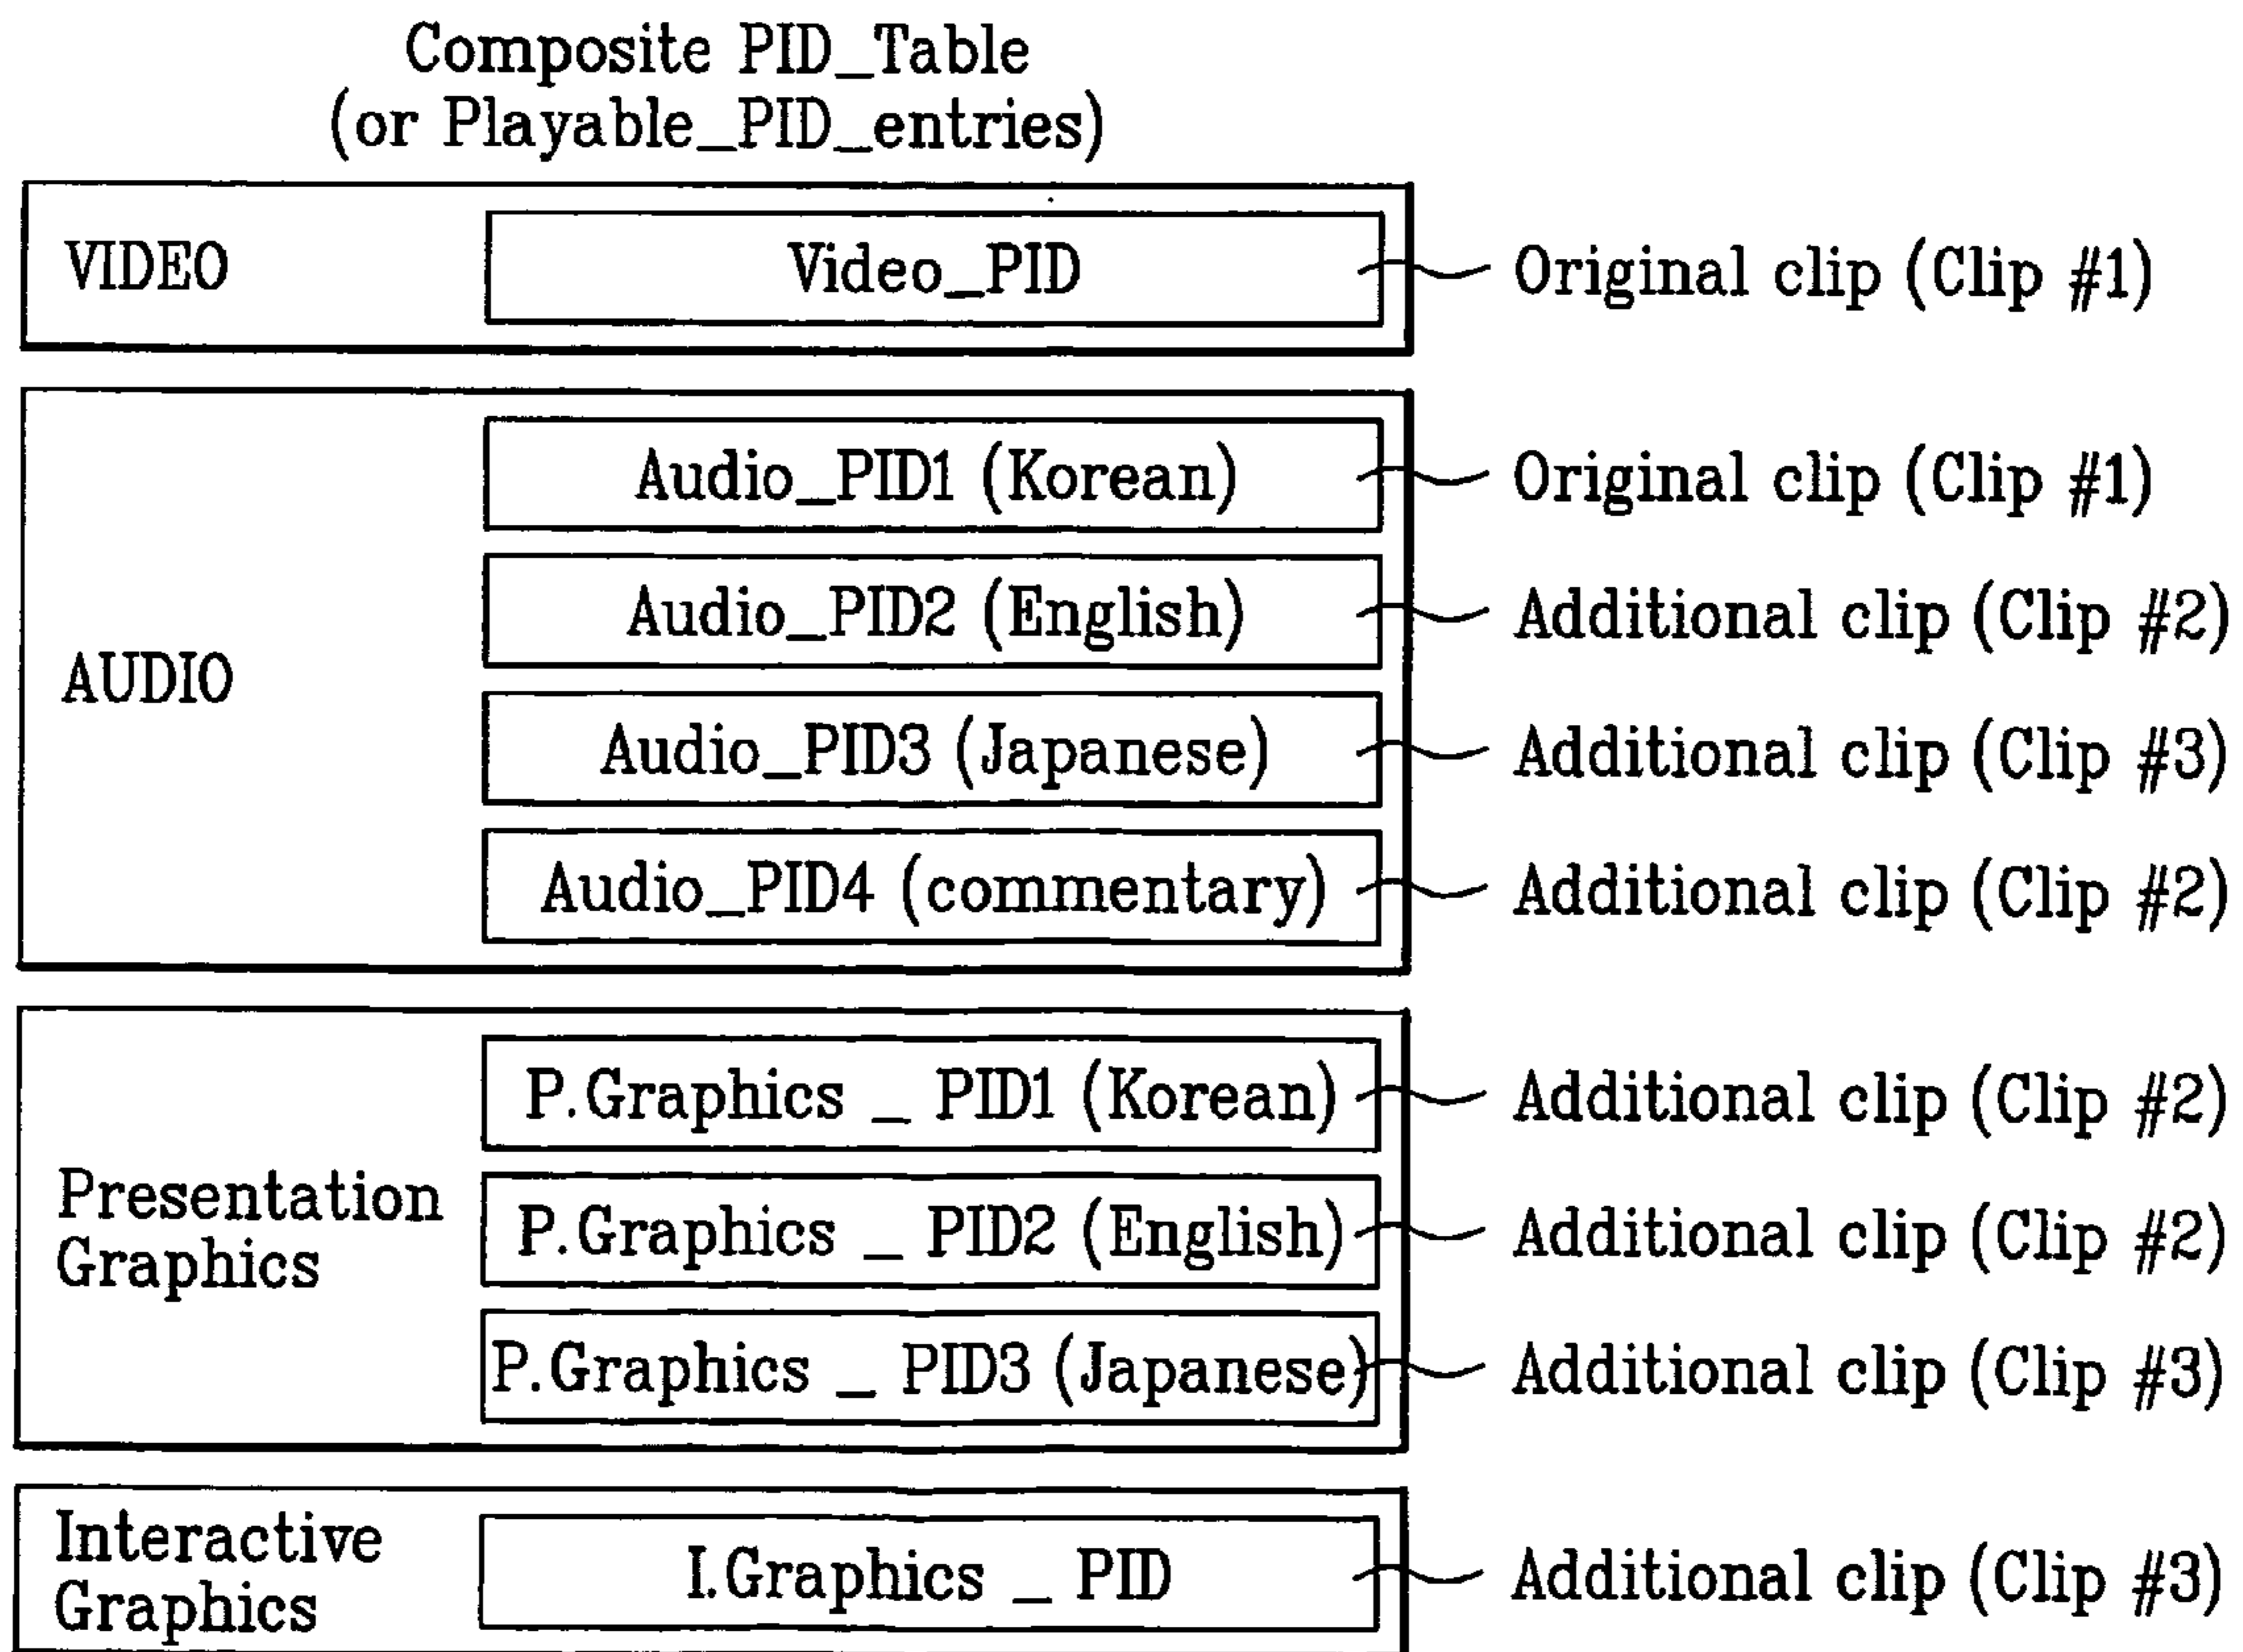 Composite PID_Table
(or Playable_PID_entries)
VIDEO
Video_PID
Original clip (Clip #1)
AUDIO
Audio_PID1 (Korean)
Original clip (Clip #1)
Audio_PID2 (English)
Additional clip (Clip #2)
Audio_PID3 (Japanese)
Additional clip (Clip #3)
Audio_PID4 (commentary)
Additional clip (Clip #2)
Presentation
Graphics
P.Graphics _ PID1 (Korean)
Additional clip (Clip #2)
P.Graphics _ PID2 (English)
Additional clip (Clip #2)
P.Graphics _ PID3 (Japanese)
Additional clip (Clip #3)
Interactive
Graphics
I.Graphics _ PID
Additional clip (Clip #3)